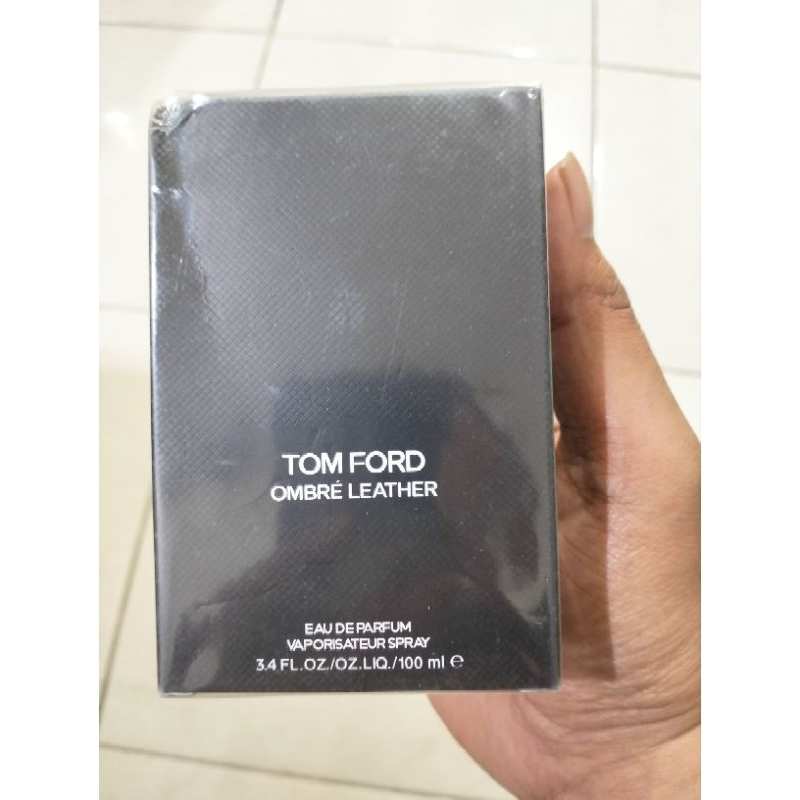 TOM FORD
OMBRÉ LEATHER
EAU DE PARFUM
VAPORISATEUR SPRAY
3.4 FL.OZ./OZ.LIQ./100 ml ℮